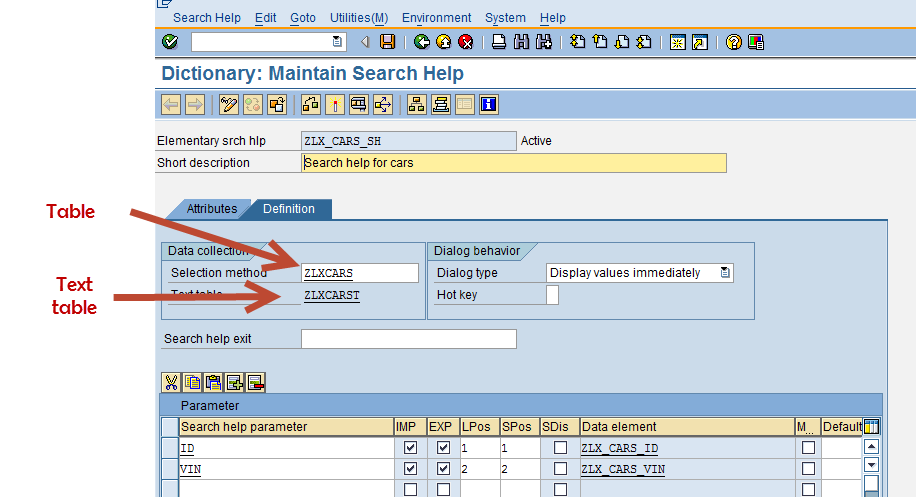 Search Help Edit Goto Utilities(M) Environment System Help
Dictionary: Maintain Search Help
Elementary srch hlp ZLX_CARS_SH Active
Short description Search help for cars
Attributes Definition
Table
Data collection Dialog behavior
Selection method ZLXCARS Dialog type Display values immediately
Text table
Text table ZLXCARST Hot key
Search help exit
Parameter
Search help parameter IMP EXP LPos SPos SDis Data element M... Default
ID 1 1 ZLX_CARS_ID
VIN 2 2 ZLX_CARS_VIN